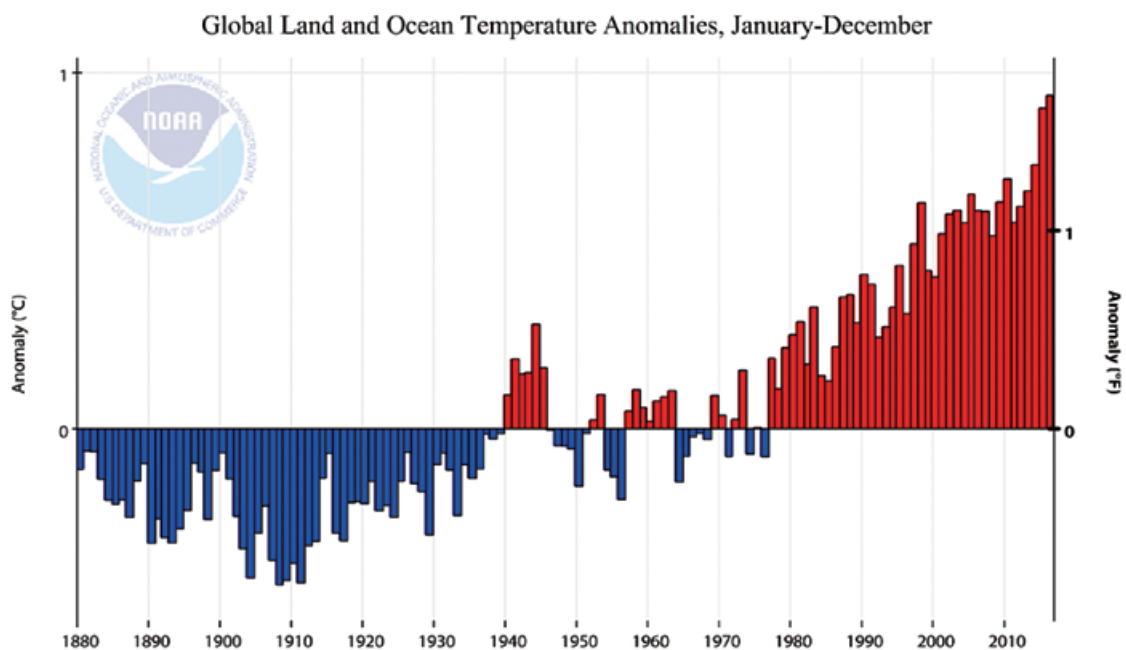 Global Land and Ocean Temperature Anomalies, January-December
1
NATIONAL OCEANIC AND ATMOSPHERIC ADMINISTRATION
NOAA
U.S. DEPARTMENT OF COMMERCE
1
Anomaly (°C)
Anomaly (°F)
0
0
1880 1890 1900 1910 1920 1930 1940 1950 1960 1970 1980 1990 2000 2010